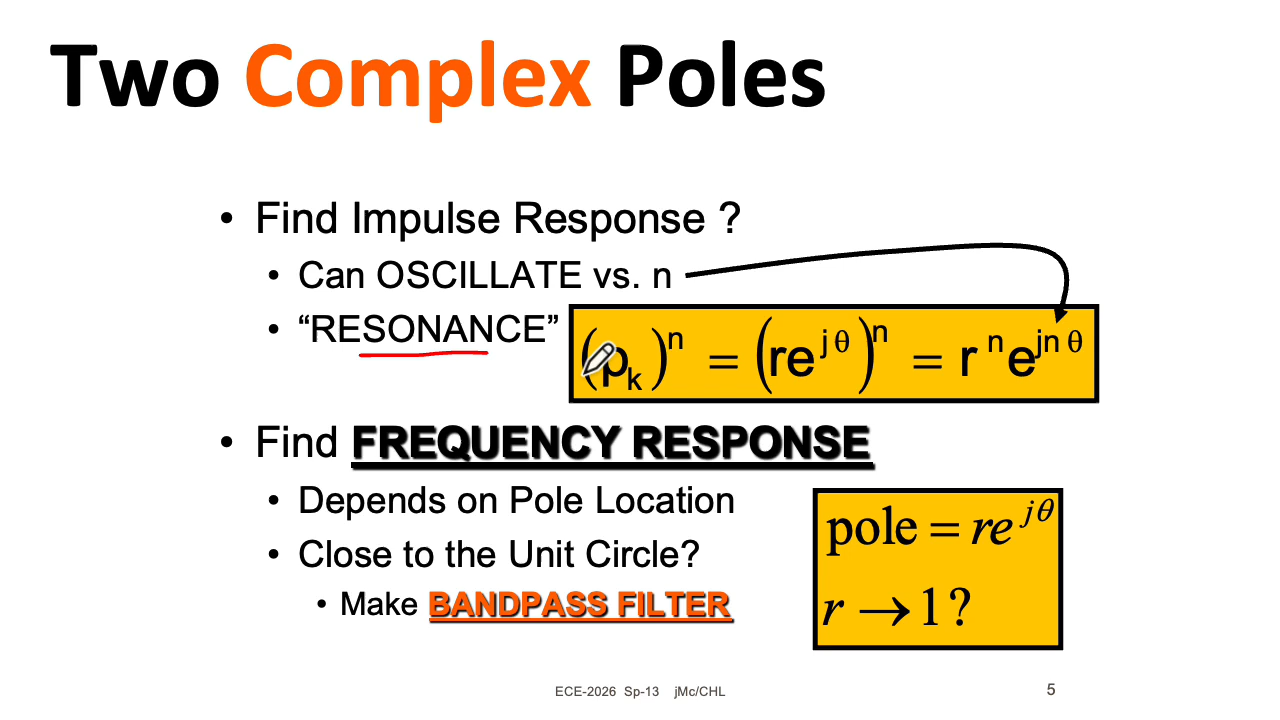 Two Complex Poles
• Find Impulse Response ?
• Can OSCILLATE vs. n
• “RESONANCE”
(p_k)^n = (re^{jθ})^n = r^n e^{jnθ}
• Find FREQUENCY RESPONSE
• Depends on Pole Location
• Close to the Unit Circle?
• Make BANDPASS FILTER
pole = re^{jθ}
r → 1?
ECE-2026 Sp-13 jMc/CHL
5